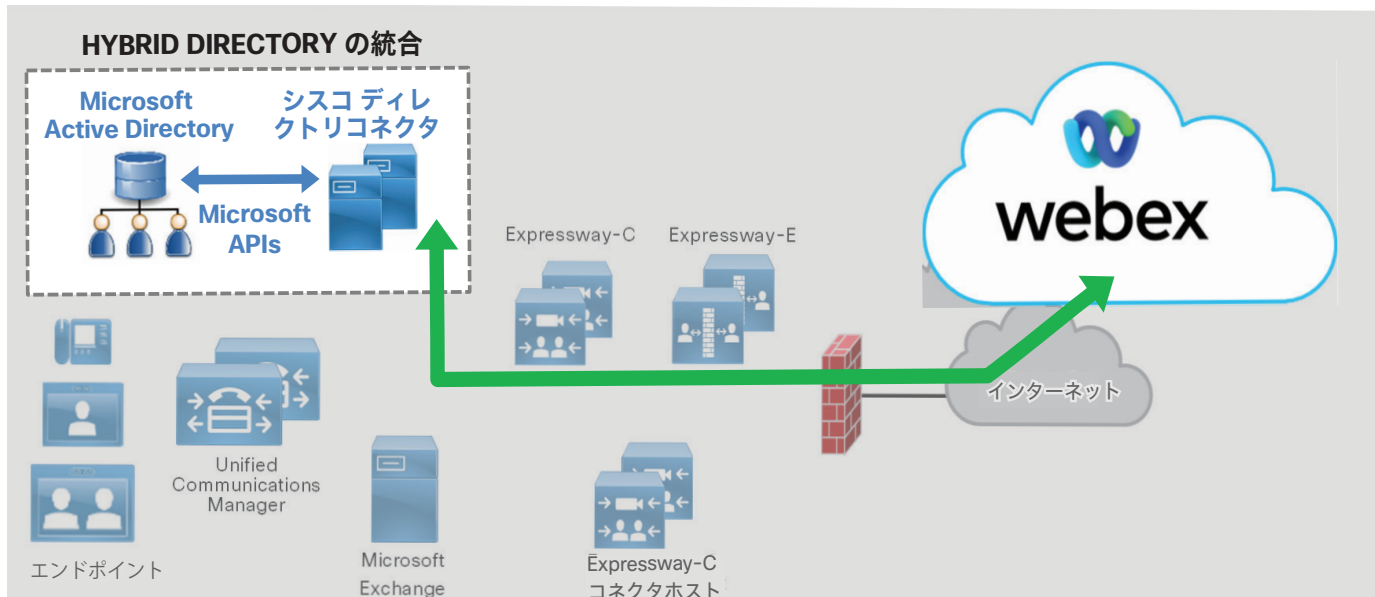 HYBRID DIRECTORY の統合
Microsoft
Active Directory
シスコ ディレ
クトリコネクタ
Microsoft
APIs
Expressway-C
Expressway-E
webex
インターネット
Unified
Communications
Manager
エンドポイント
Microsoft
Exchange
Expressway-C
コネクタホスト